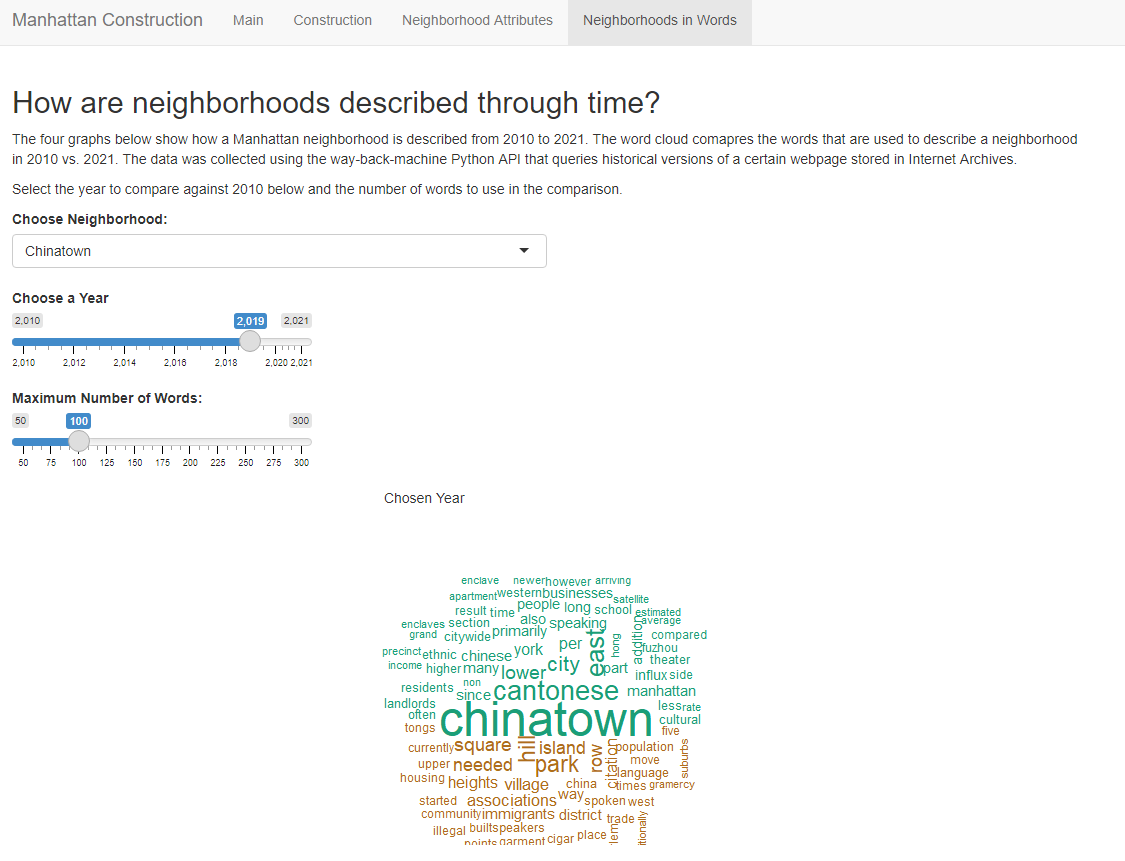 Manhattan Construction Main Construction Neighborhood Attributes Neighborhoods in Words
How are neighborhoods described through time?
The four graphs below show how a Manhattan neighborhood is described from 2010 to 2021. The word cloud comapres the words that are used to describe a neighborhood
in 2010 vs. 2021. The data was collected using the way-back-machine Python API that queries historical versions of a certain webpage stored in Internet Archives.
Select the year to compare against 2010 below and the number of words to use in the comparison.
Choose Neighborhood:
Chinatown
Choose a Year
2,010 2,019 2,021
2,010 2,012 2,014 2,016 2,018 2,020 2,021
Maximum Number of Words:
50 100 300
50 75 100 125 150 175 200 225 250 275 300
Chosen Year
enclave newer however arriving
apartment western businesses satellite
result time people long school estimated
enclaves section also speaking average
grand citywide primarily east hong addition compared
precinct ethnic chinese york per fuzhou
income higher many lower city part theater
influx side
residents non since cantonese manhattan
landlords less rate
often chinatown cultural
tongs five
currently square hill island row citation population suburbs
upper needed park move
language
housing heights village china times gramercy
started associations way spoken west
community immigrants district trade
illegal built speakers place
points garment cigar